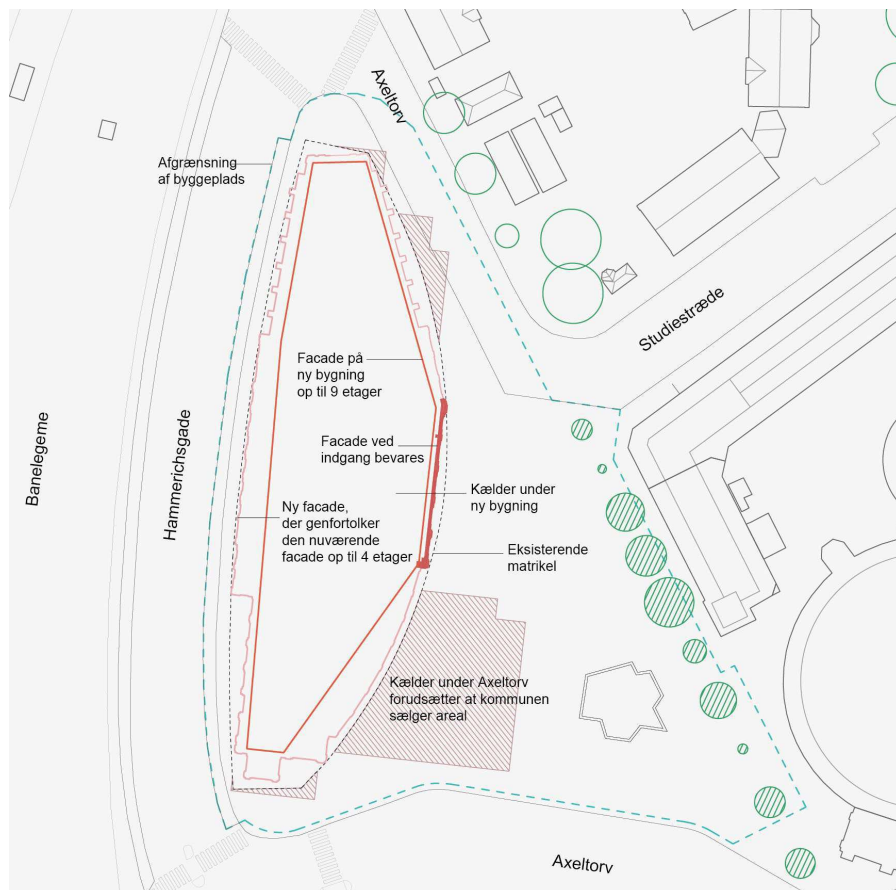 Axeltorv
Afgrænsning
af byggeplads
Studiestræde
Facade på
ny bygning
op til 9 etager
Facade ved
indgang bevares
Banelegeme
Hammerichsgade
Kælder under
ny bygning
Ny facade,
der genfortolker
den nuværende
facade op til 4 etager
Eksisterende
matrikel
Kælder under Axeltorv
forudsætter at kommunen
sælger areal
Axeltorv